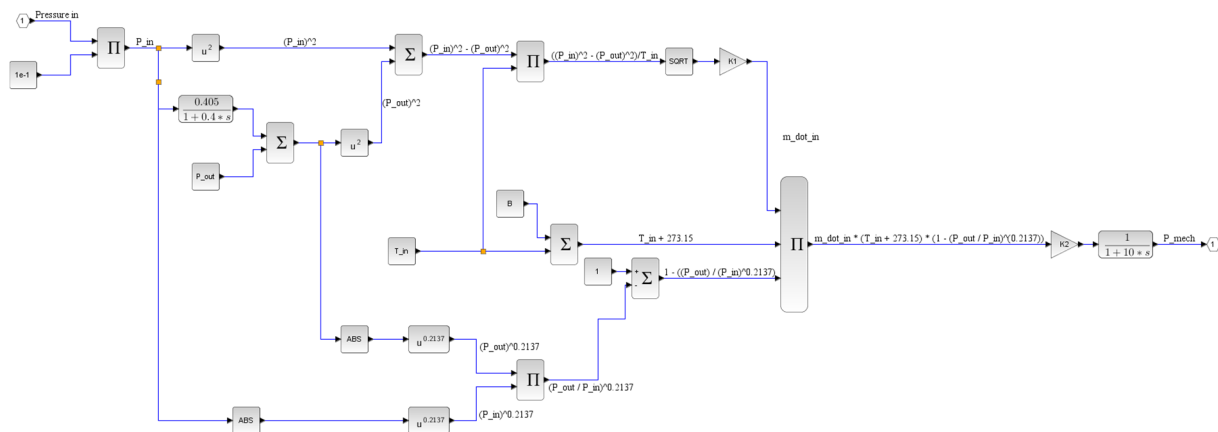 1
Pressure in
1e-1
Π
P_in
u²
(P_in)^2
Σ
(P_in)^2 - (P_out)^2
Π
((P_in)^2 - (P_out)^2)/T_in
SQRT
K1
(P_out)^2
0.405
1 + 0.4 * s
Σ
u²
P_out
m_dot_in
B
T_in
Σ
T_in + 273.15
Π
m_dot_in * (T_in + 273.15) * (1 - (P_out / P_in)^(0.2137))
K2
1
1 + 10 * s
P_mech
1
1
+
-
Σ
1 - ((P_out) / (P_in)^0.2137)
ABS
u^0.2137
(P_out)^0.2137
Π
(P_out / P_in)^0.2137
ABS
u^0.2137
(P_in)^0.2137